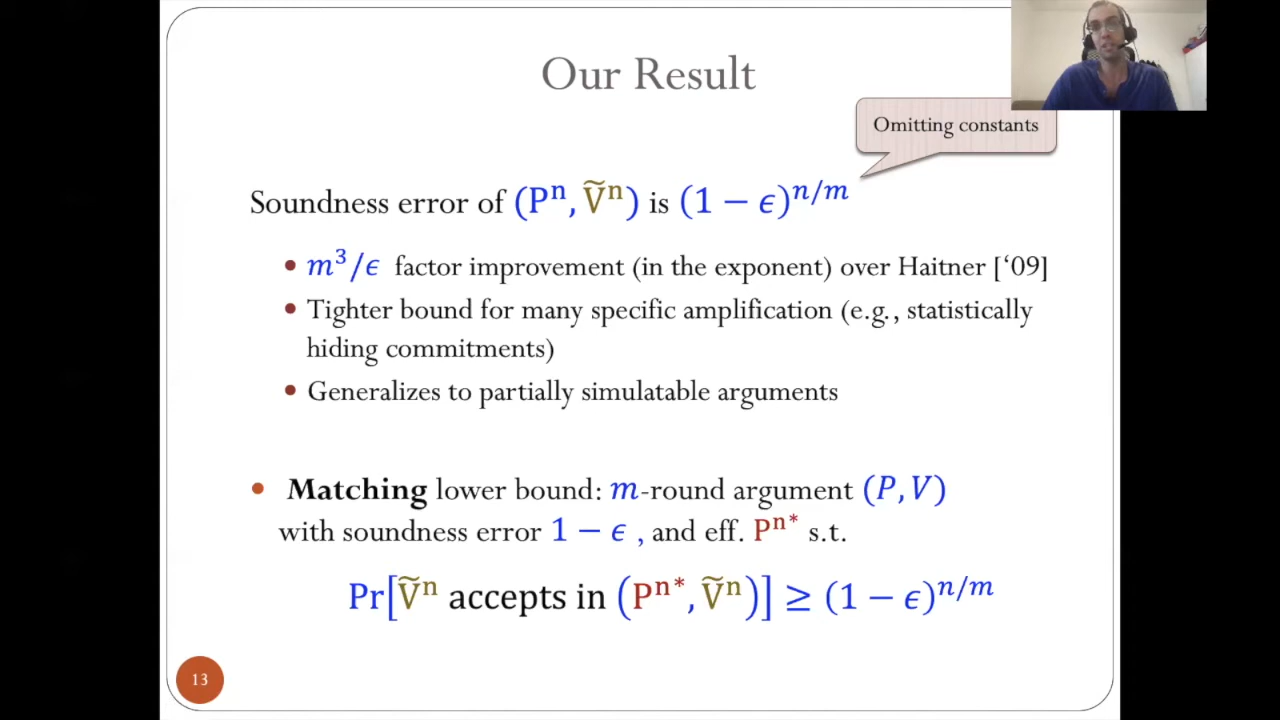 Our Result
Omitting constants
Soundness error of (Pⁿ, Ṽⁿ) is (1 − ϵ)^{n/m}
• m³/ϵ factor improvement (in the exponent) over Haitner [‘09]
• Tighter bound for many specific amplification (e.g., statistically
hiding commitments)
• Generalizes to partially simulatable arguments
• Matching lower bound: m-round argument (P, V)
with soundness error 1 − ϵ , and eff. P^{n*} s.t.
Pr[Ṽⁿ accepts in (P^{n*}, Ṽⁿ)] ≥ (1 − ϵ)^{n/m}
13